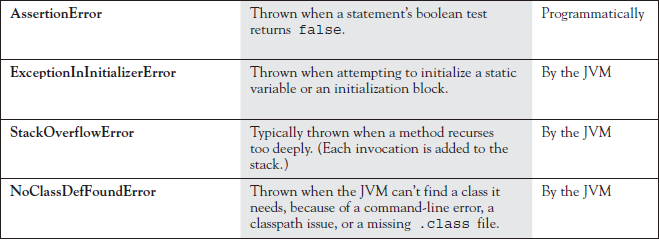 AssertionError
Thrown when a statement's boolean test
returns false.
Programmatically
ExceptionInInitializerError
Thrown when attempting to initialize a static
variable or an initialization block.
By the JVM
StackOverflowError
Typically thrown when a method recurses
too deeply. (Each invocation is added to the
stack.)
By the JVM
NoClassDefFoundError
Thrown when the JVM can't find a class it
needs, because of a command-line error, a
classpath issue, or a missing .class file.
By the JVM